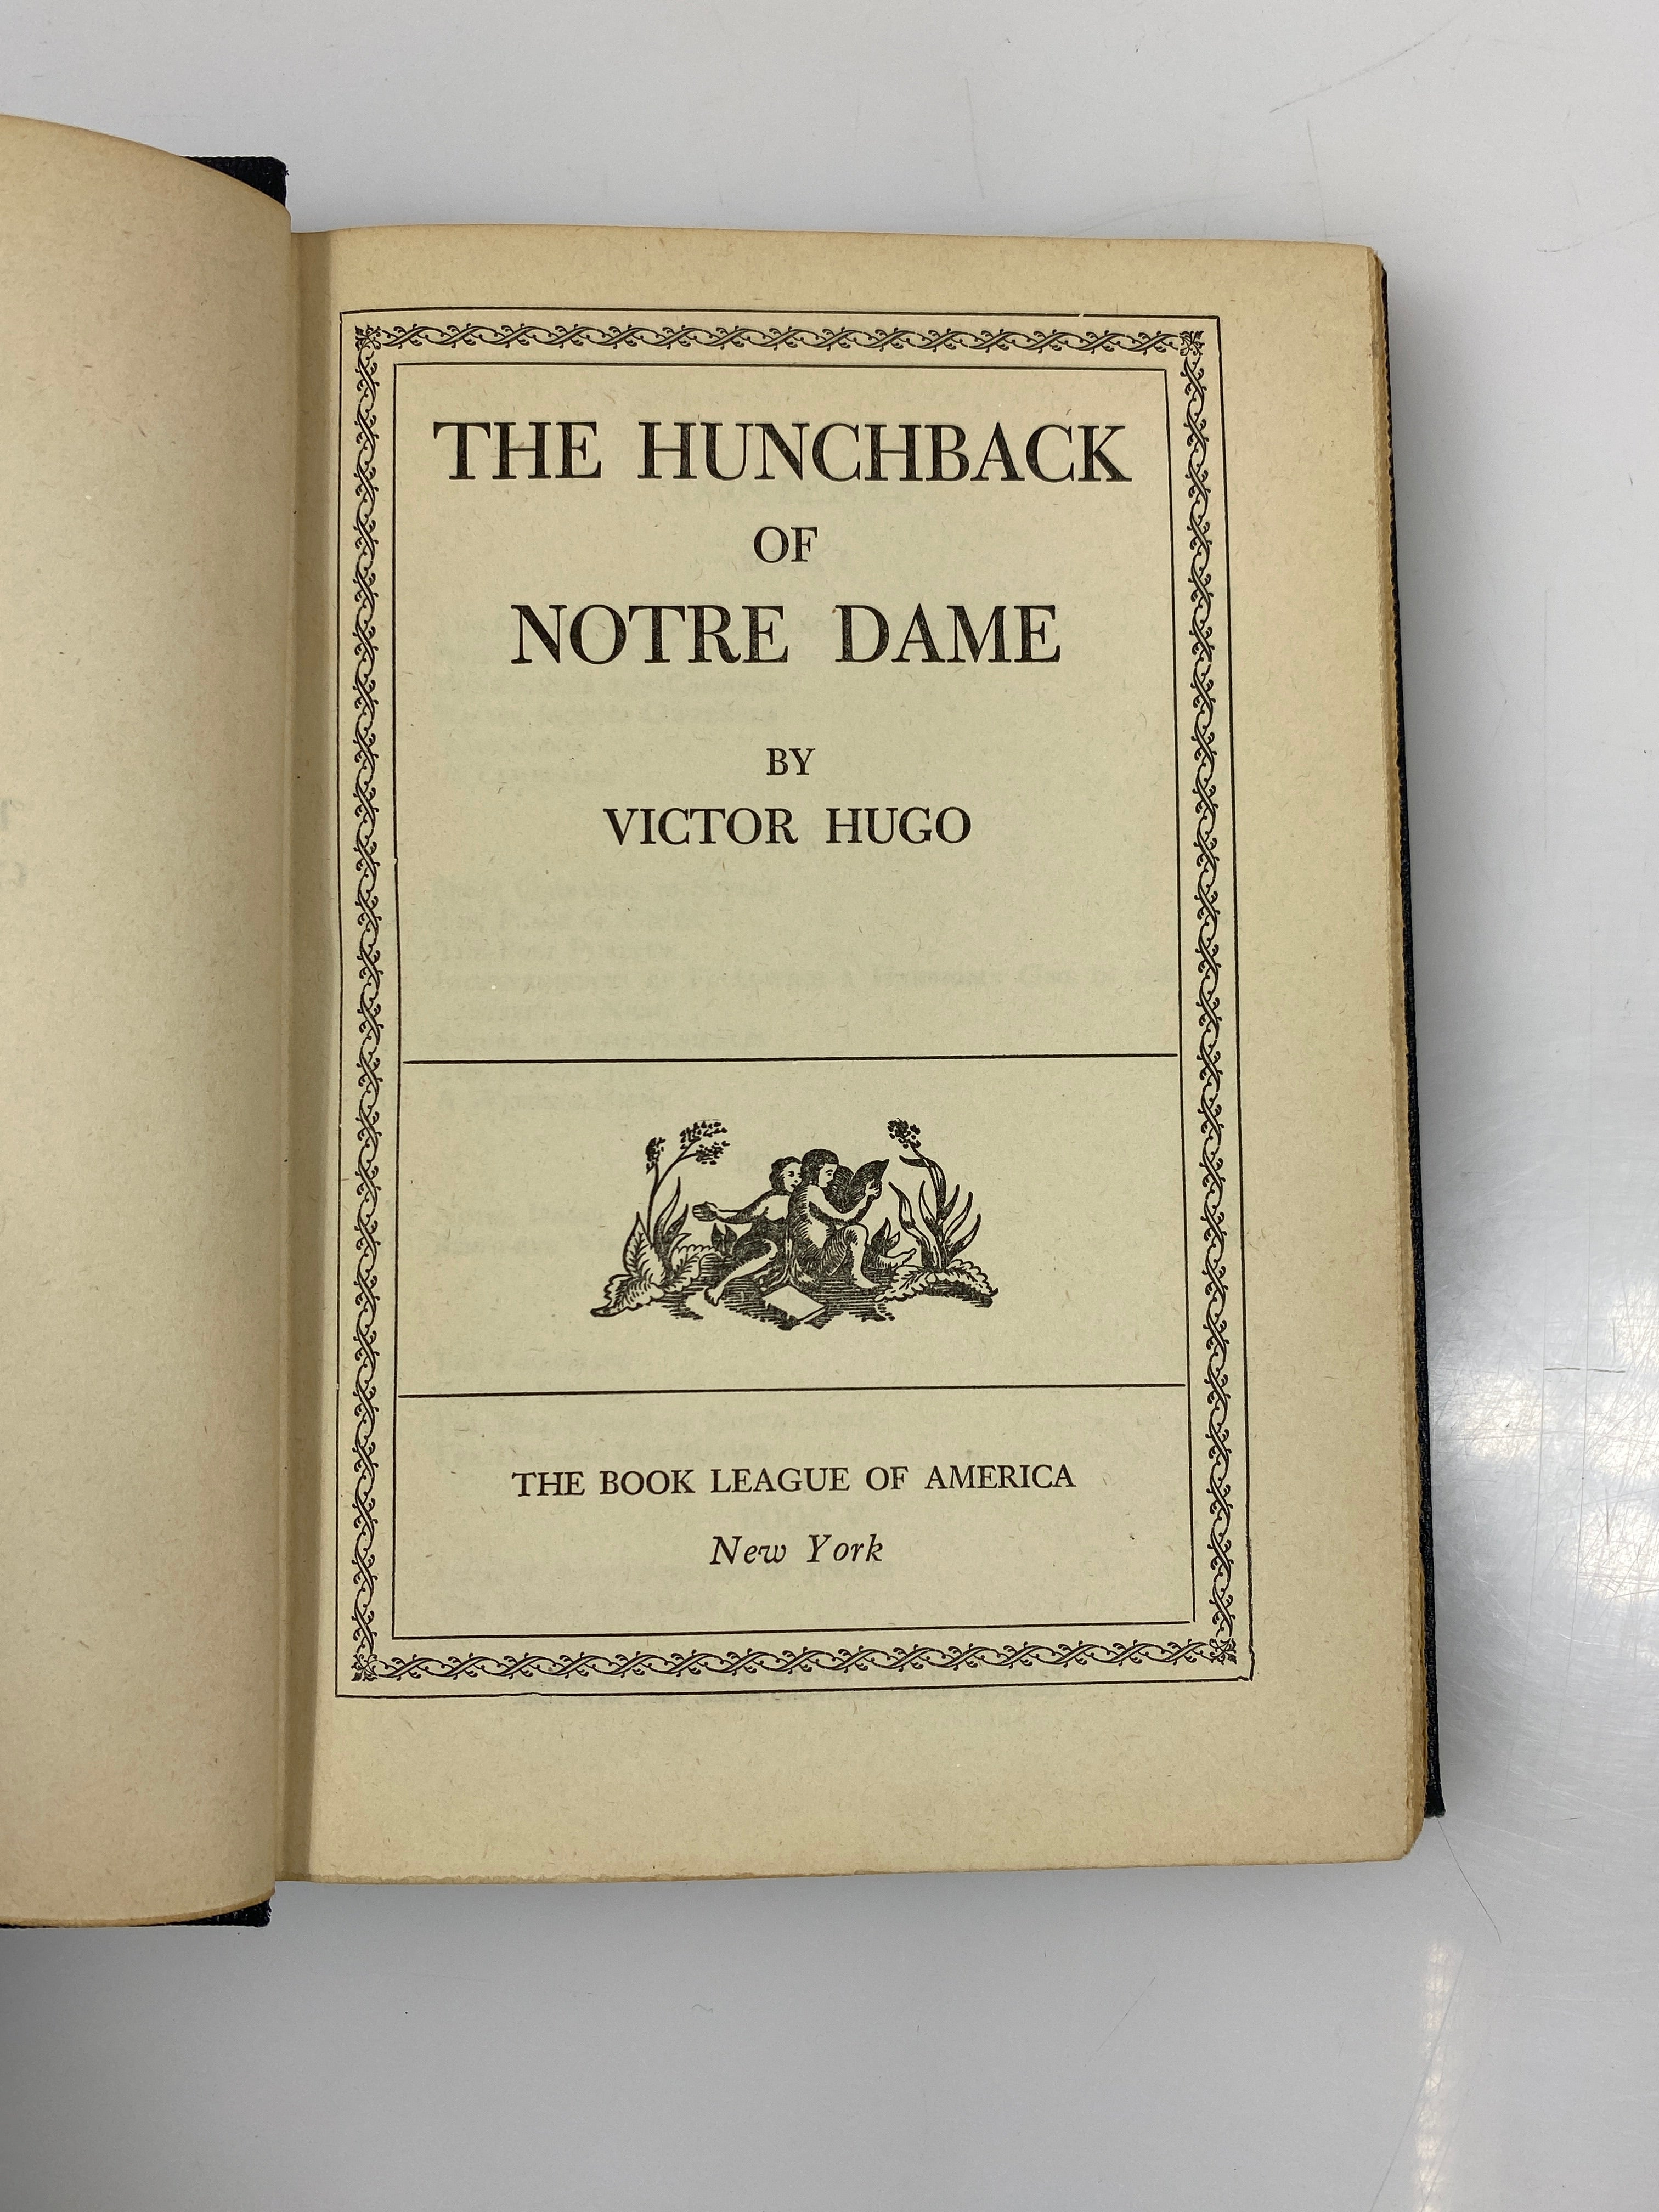 THE HUNCHBACK
OF
NOTRE DAME
BY
VICTOR HUGO
THE BOOK LEAGUE OF AMERICA
New York